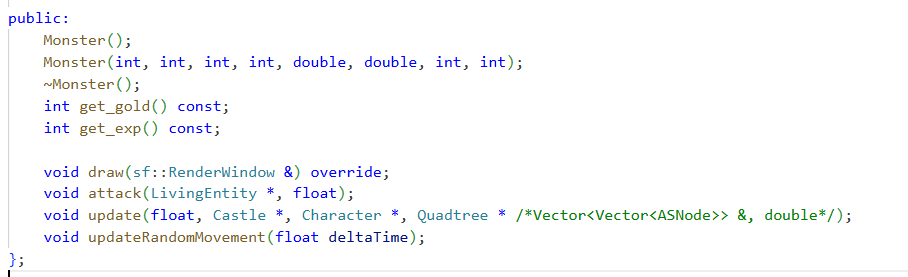 public:
    Monster();
    Monster(int, int, int, int, double, double, int, int);
    ~Monster();
    int get_gold() const;
    int get_exp() const;

    void draw(sf::RenderWindow &) override;
    void attack(LivingEntity *, float);
    void update(float, Castle *, Character *, Quadtree * /*Vector<Vector<ASNode>> &, double*/);
    void updateRandomMovement(float deltaTime);
};